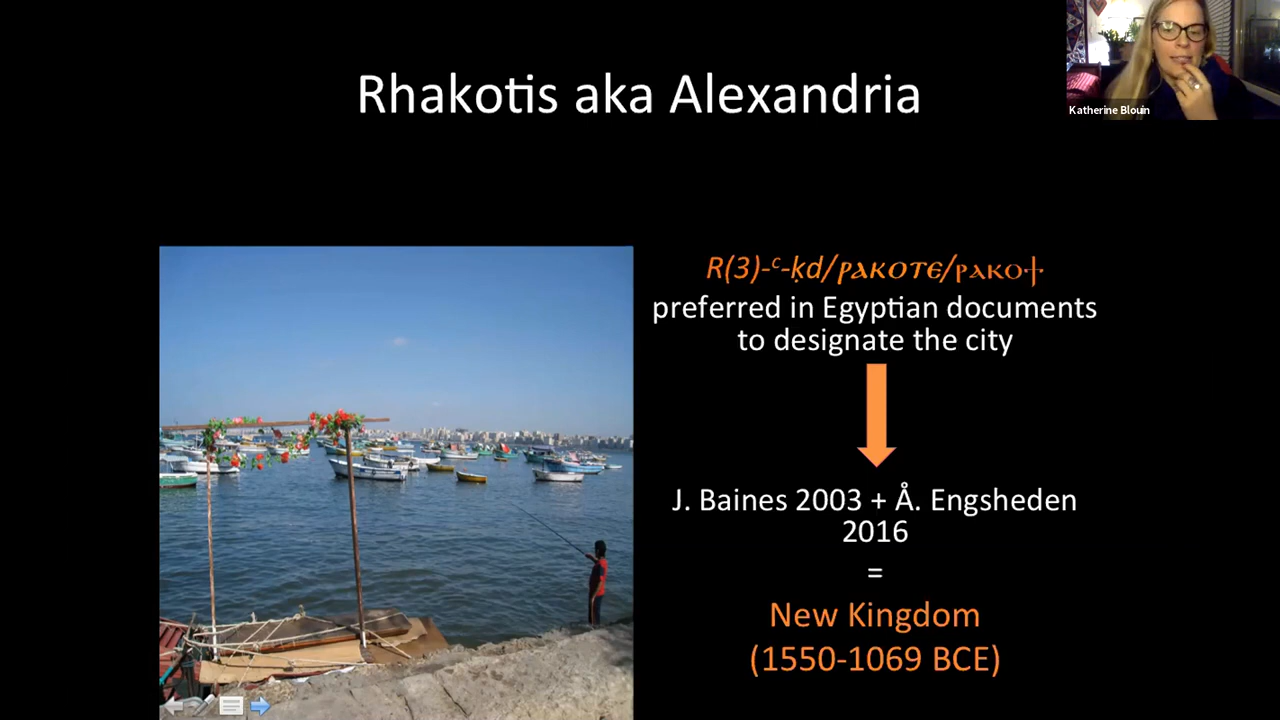 Rhakotis aka Alexandria
Katherine Blouin
R(3)-ᶜ-ḳd/ⲣⲁⲕⲟⲧⲉ/ⲣⲁⲕⲟϯ
preferred in Egyptian documents
to designate the city
J. Baines 2003 + Å. Engsheden
2016
=
New Kingdom
(1550-1069 BCE)